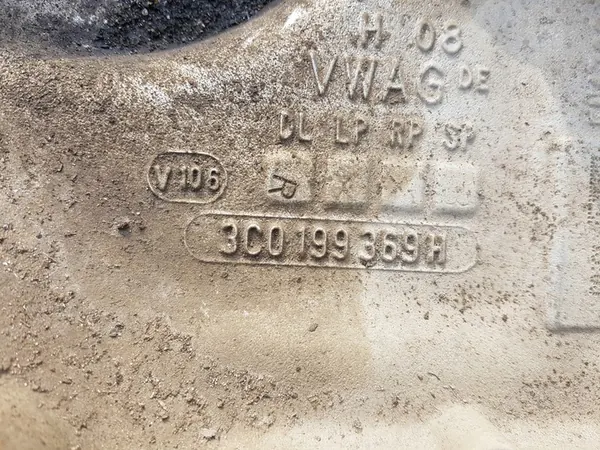 H 08
VWAG DE
DL LP RP SP
V 106
R X
3C0 199 369 H